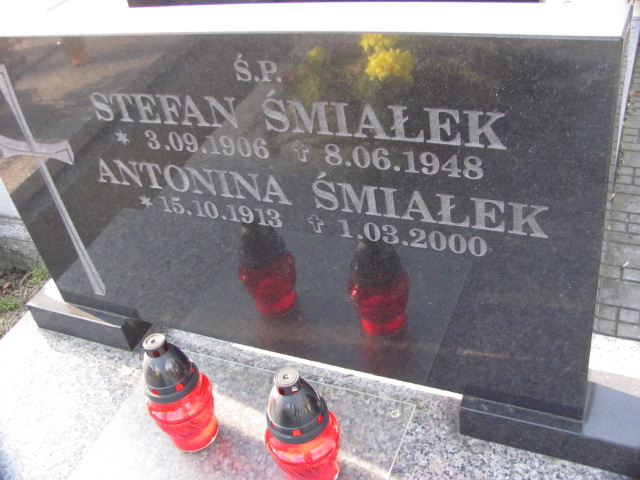 Ś.P.
STEFAN ŚMIAŁEK
* 3.09.1906 ✝ 8.06.1948
ANTONINA ŚMIAŁEK
* 15.10.1913 ✝ 1.03.2000